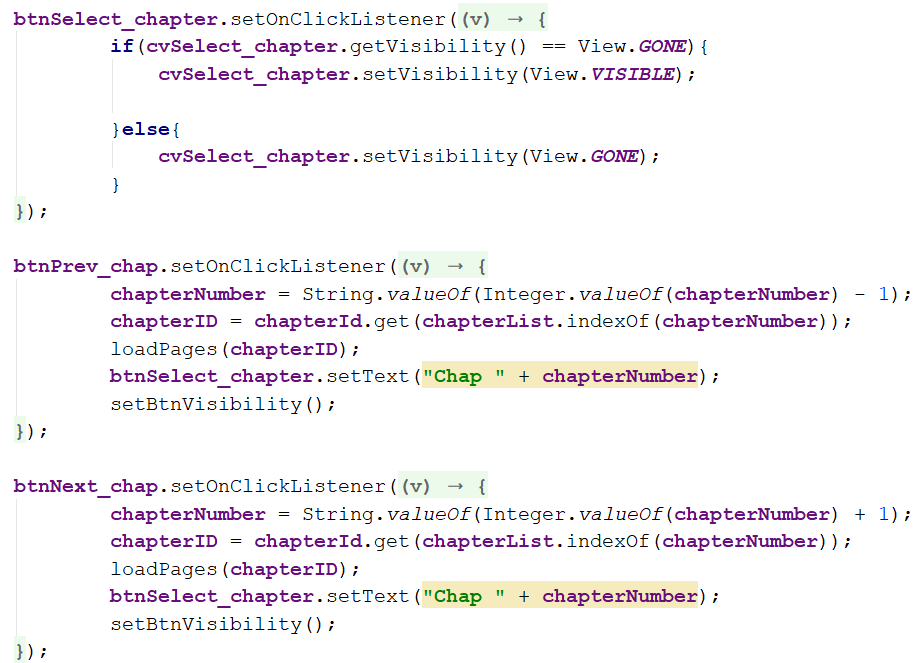 btnSelect_chapter.setOnClickListener((v) → {
if(cvSelect_chapter.getVisibility() == View.GONE){
cvSelect_chapter.setVisibility(View.VISIBLE);
}else{
cvSelect_chapter.setVisibility(View.GONE);
}
});
btnPrev_chap.setOnClickListener((v) → {
chapterNumber = String.valueOf(Integer.valueOf(chapterNumber) - 1);
chapterID = chapterId.get(chapterList.indexOf(chapterNumber));
loadPages(chapterID);
btnSelect_chapter.setText("Chap " + chapterNumber);
setBtnVisibility();
});
btnNext_chap.setOnClickListener((v) → {
chapterNumber = String.valueOf(Integer.valueOf(chapterNumber) + 1);
chapterID = chapterId.get(chapterList.indexOf(chapterNumber));
loadPages(chapterID);
btnSelect_chapter.setText("Chap " + chapterNumber);
setBtnVisibility();
});